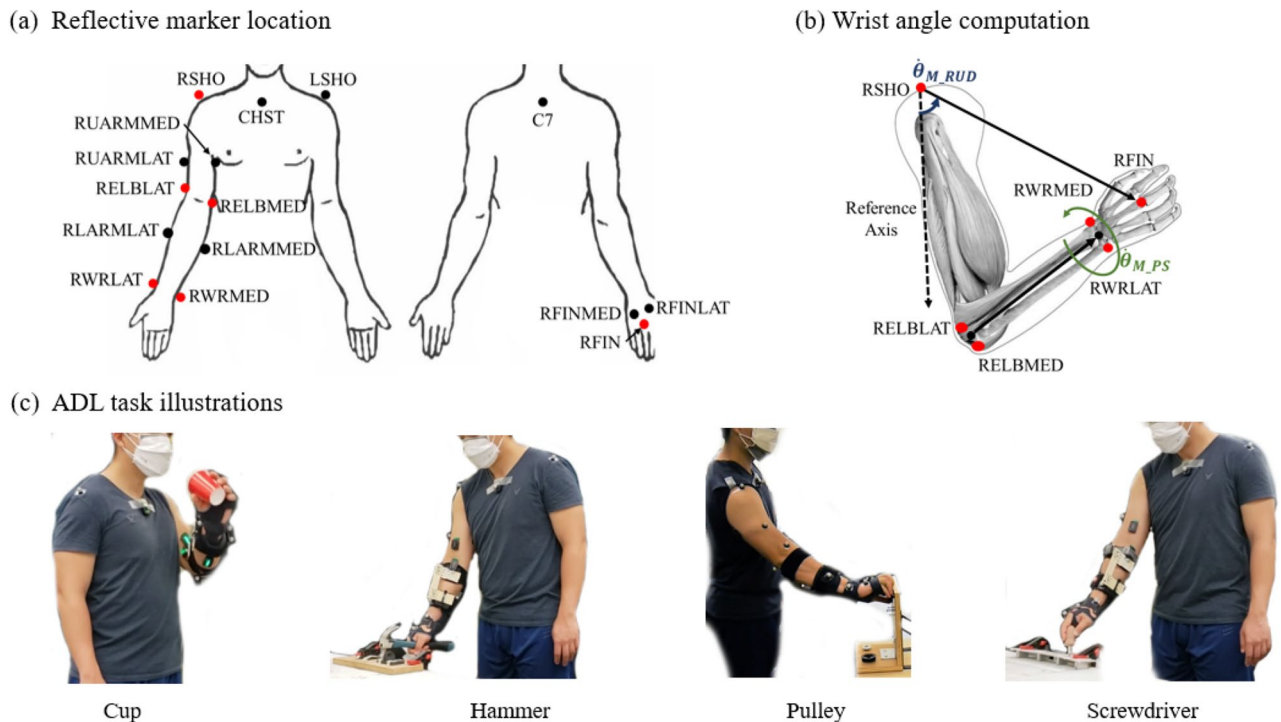 (a) Reflective marker location
RSHO
LSHO
CHST
RUARMMED
RUARMLAT
RELBLAT
RELBMED
RLARMLAT
RLARMMED
RWRLAT
RWRMED
C7
RFINMED
RFINLAT
RFIN
(b) Wrist angle computation
θ̇M_RUD
RSHO
RFIN
RWRMED
Reference
Axis
θ̇M_PS
RWRLAT
RELBLAT
RELBMED
(c) ADL task illustrations
Cup
Hammer
Pulley
Screwdriver